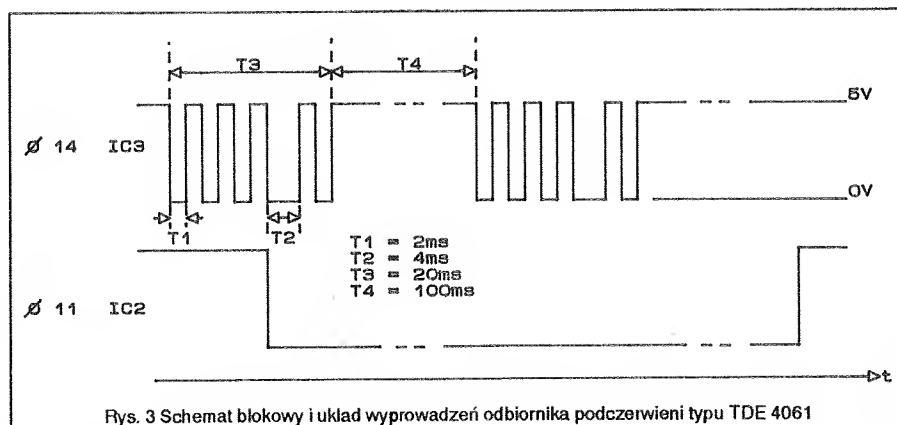 T3
T4
5V
Ø 14 IC3
0V
T1
T2
T1 = 2ms
T2 = 4ms
T3 = 20ms
T4 = 100ms
Ø 11 IC2
t
Rys. 3 Schemat blokowy i układ wyprowadzeń odbiornika podczerwieni typu TDE 4061